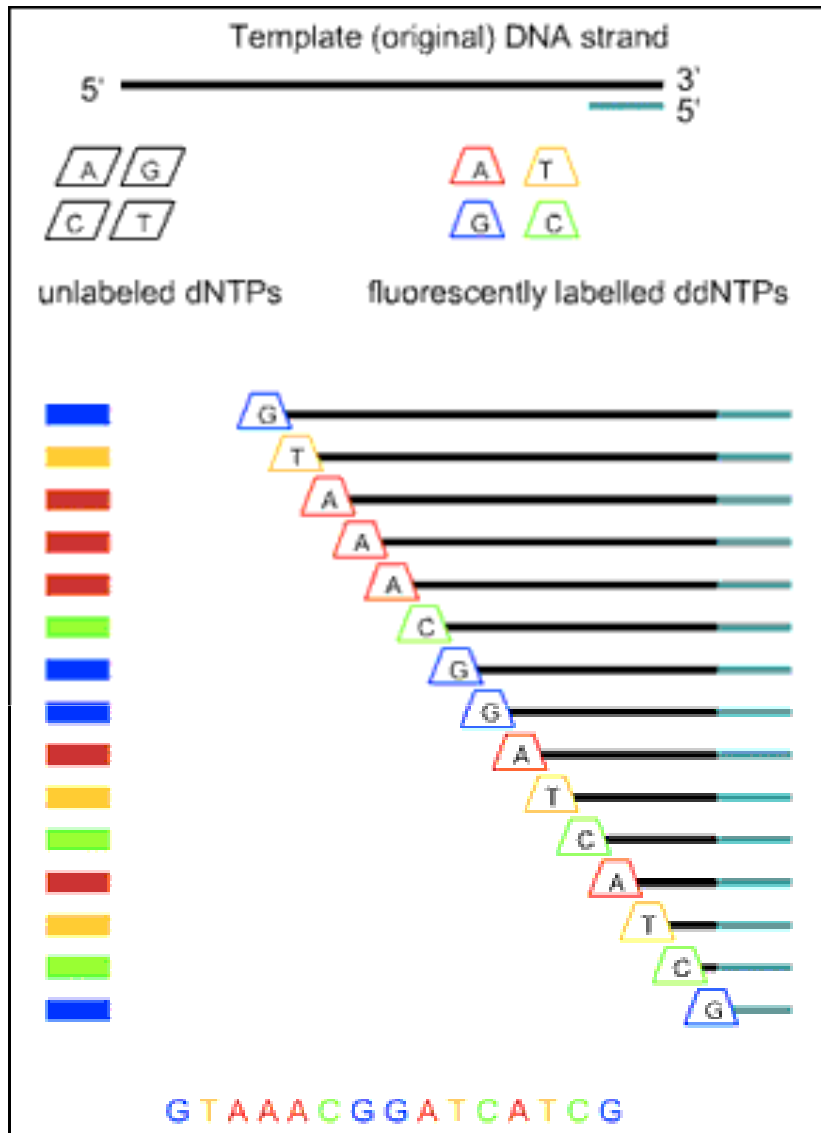 Template (original) DNA strand
5' 3'
5'
A G A T
C T G C
unlabeled dNTPs fluorescently labelled ddNTPs
G
T
A
A
A
C
G
G
A
T
C
A
T
C
G
GTAAACGGATCATCG